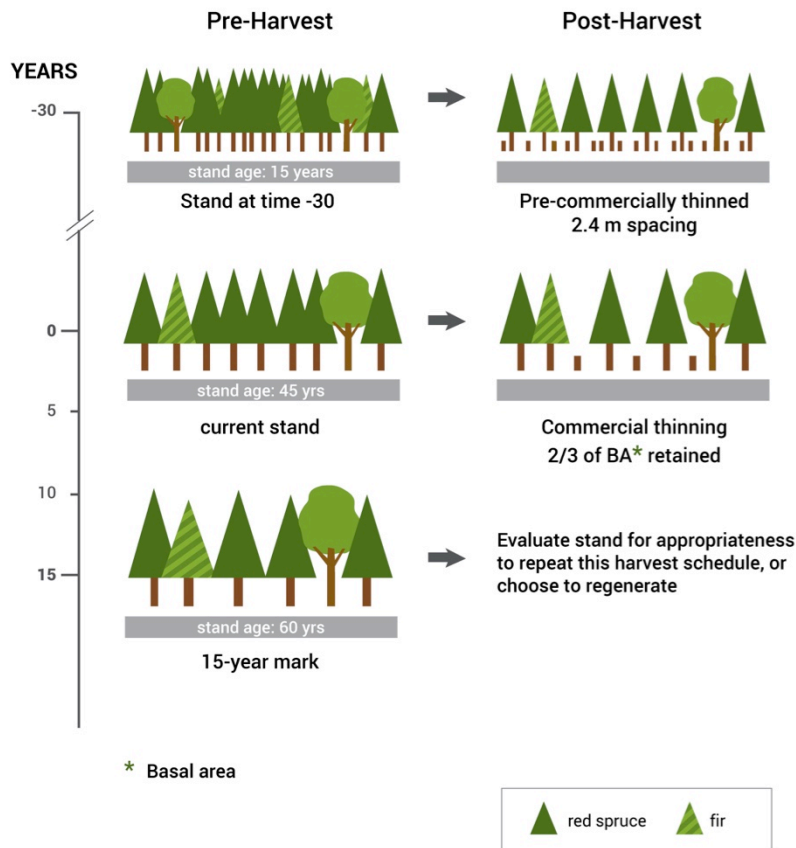 Pre-Harvest
Post-Harvest
YEARS
-30
stand age: 15 years
Stand at time -30
Pre-commercially thinned
2.4 m spacing
0
stand age: 45 yrs
5
current stand
Commercial thinning
2/3 of BA* retained
10
15
Evaluate stand for appropriateness
to repeat this harvest schedule, or
choose to regenerate
stand age: 60 yrs
15-year mark
* Basal area
red spruce
fir